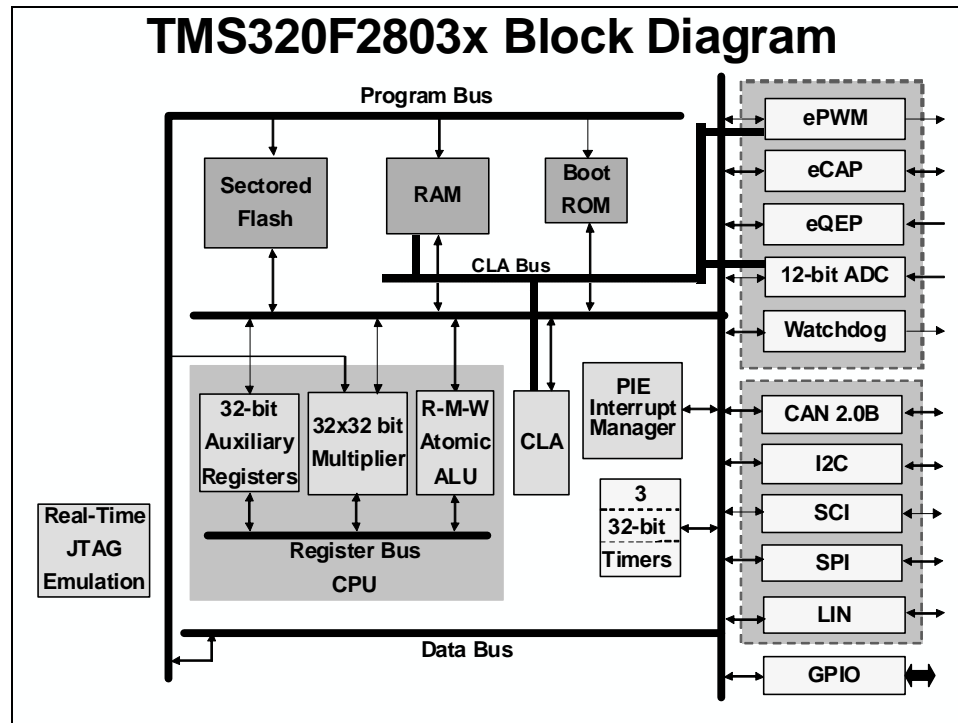 TMS320F2803x Block Diagram
Program Bus
ePWM
Sectored
Flash
RAM
Boot
ROM
eCAP
eQEP
CLA Bus
12-bit ADC
Watchdog
32-bit
Auxiliary
Registers
32x32 bit
Multiplier
R-M-W
Atomic
ALU
CLA
PIE
Interrupt
Manager
CAN 2.0B
I2C
3
32-bit
Timers
SCI
Real-Time
JTAG
Emulation
Register Bus
CPU
SPI
LIN
Data Bus
GPIO